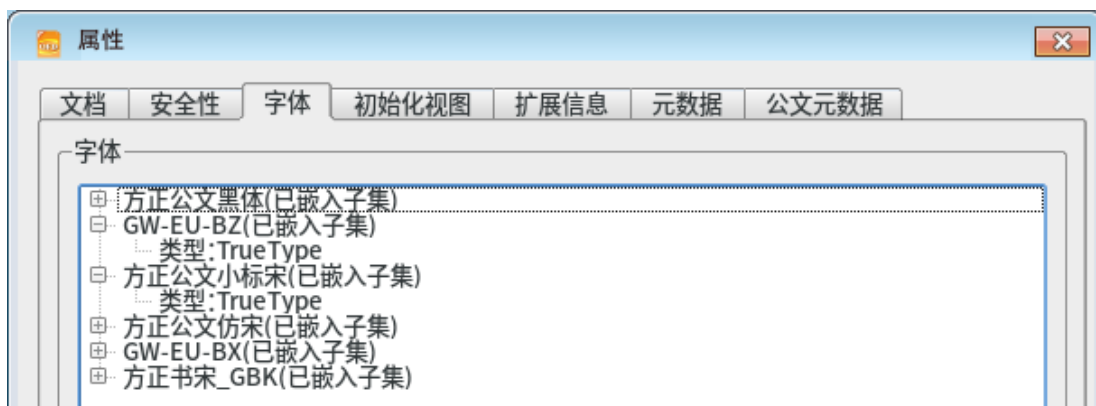 属性
文档 安全性 字体 初始化视图 扩展信息 元数据 公文元数据
字体
方正公文黑体(已嵌入子集)
GW-EU-BZ(已嵌入子集)
类型:TrueType
方正公文小标宋(已嵌入子集)
类型:TrueType
方正公文仿宋(已嵌入子集)
GW-EU-BX(已嵌入子集)
方正书宋_GBK(已嵌入子集)